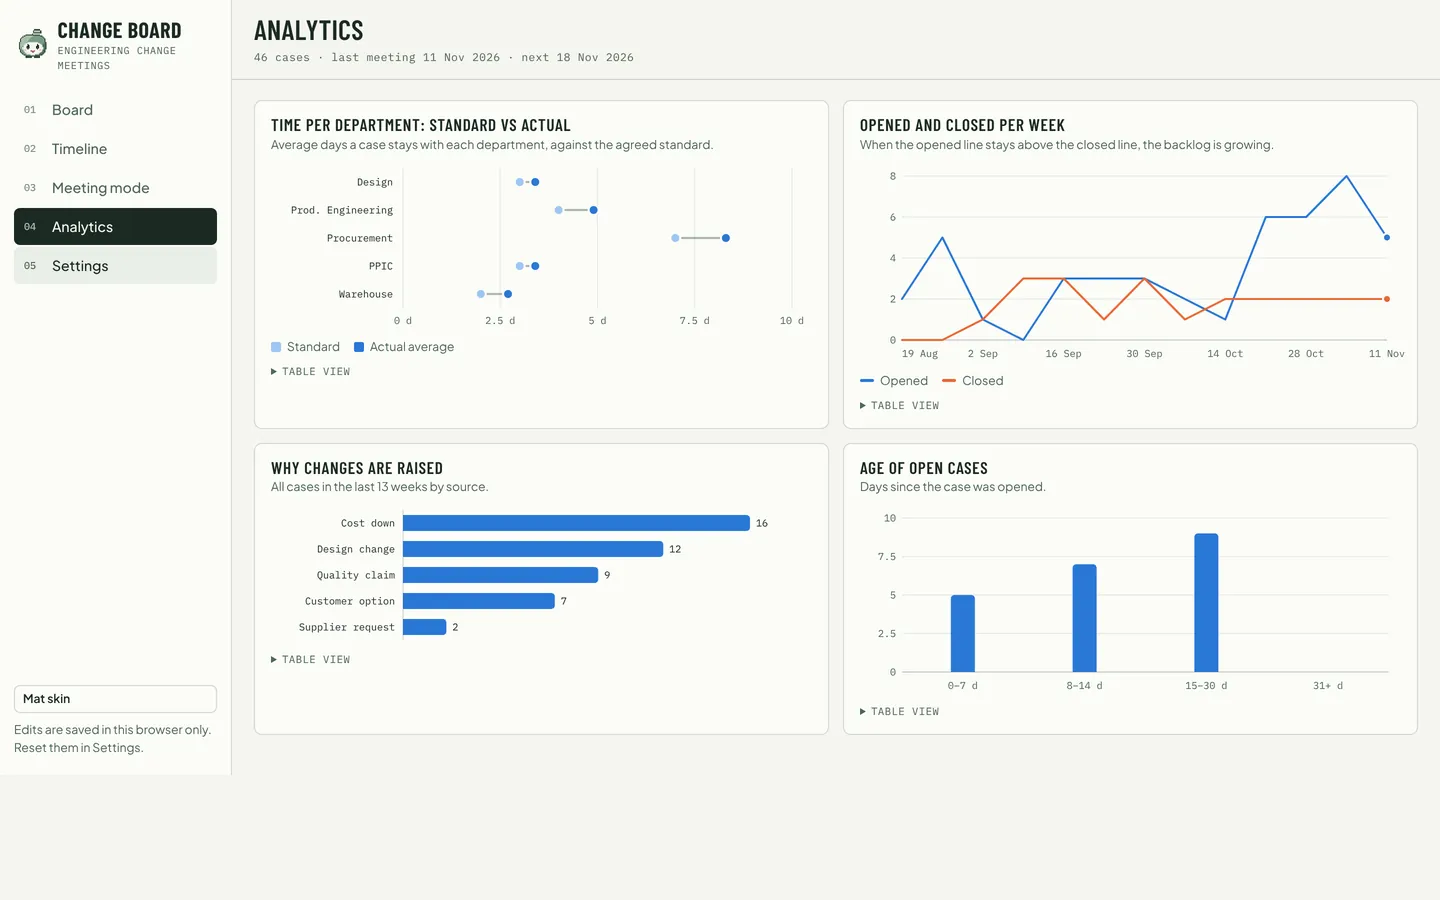 CHANGE BOARD
ENGINEERING CHANGE
MEETINGS
01 Board
02 Timeline
03 Meeting mode
04 Analytics
05 Settings
Mat skin
Edits are saved in this browser only.
Reset them in Settings.
ANALYTICS
46 cases · last meeting 11 Nov 2026 · next 18 Nov 2026
TIME PER DEPARTMENT: STANDARD VS ACTUAL
Average days a case stays with each department, against the agreed standard.
Design
Prod. Engineering
Procurement
PPIC
Warehouse
0 d 2.5 d 5 d 7.5 d 10 d
Standard Actual average
▶ TABLE VIEW
OPENED AND CLOSED PER WEEK
When the opened line stays above the closed line, the backlog is growing.
8
6
4
2
0
19 Aug 2 Sep 16 Sep 30 Sep 14 Oct 28 Oct 11 Nov
Opened Closed
▶ TABLE VIEW
WHY CHANGES ARE RAISED
All cases in the last 13 weeks by source.
Cost down 16
Design change 12
Quality claim 9
Customer option 7
Supplier request 2
▶ TABLE VIEW
AGE OF OPEN CASES
Days since the case was opened.
10
7.5
5
2.5
0
0–7 d 8–14 d 15–30 d 31+ d
▶ TABLE VIEW